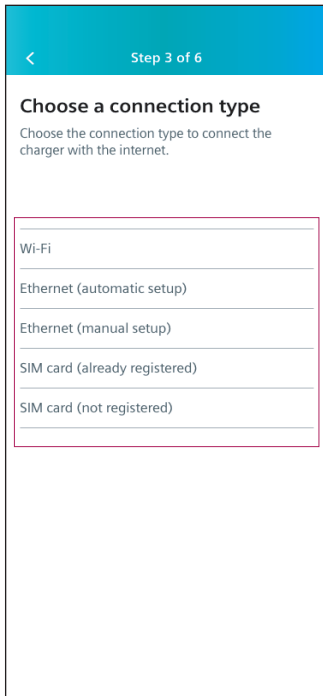 Step 3 of 6
Choose a connection type
Choose the connection type to connect the
charger with the internet.
Wi-Fi
Ethernet (automatic setup)
Ethernet (manual setup)
SIM card (already registered)
SIM card (not registered)